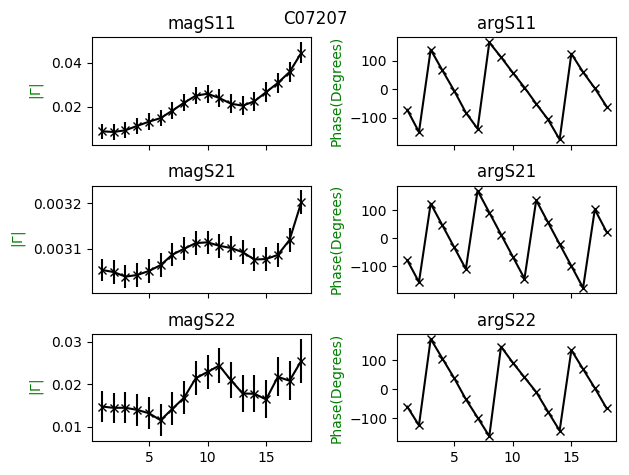 C07207
magS11
argS11
|Γ|
0.04
0.02
Phase(Degrees)
100
0
−100
magS21
argS21
|Γ|
0.0032
0.0031
Phase(Degrees)
100
0
−100
magS22
argS22
|Γ|
0.03
0.02
0.01
Phase(Degrees)
100
0
−100
5 10 15
5 10 15